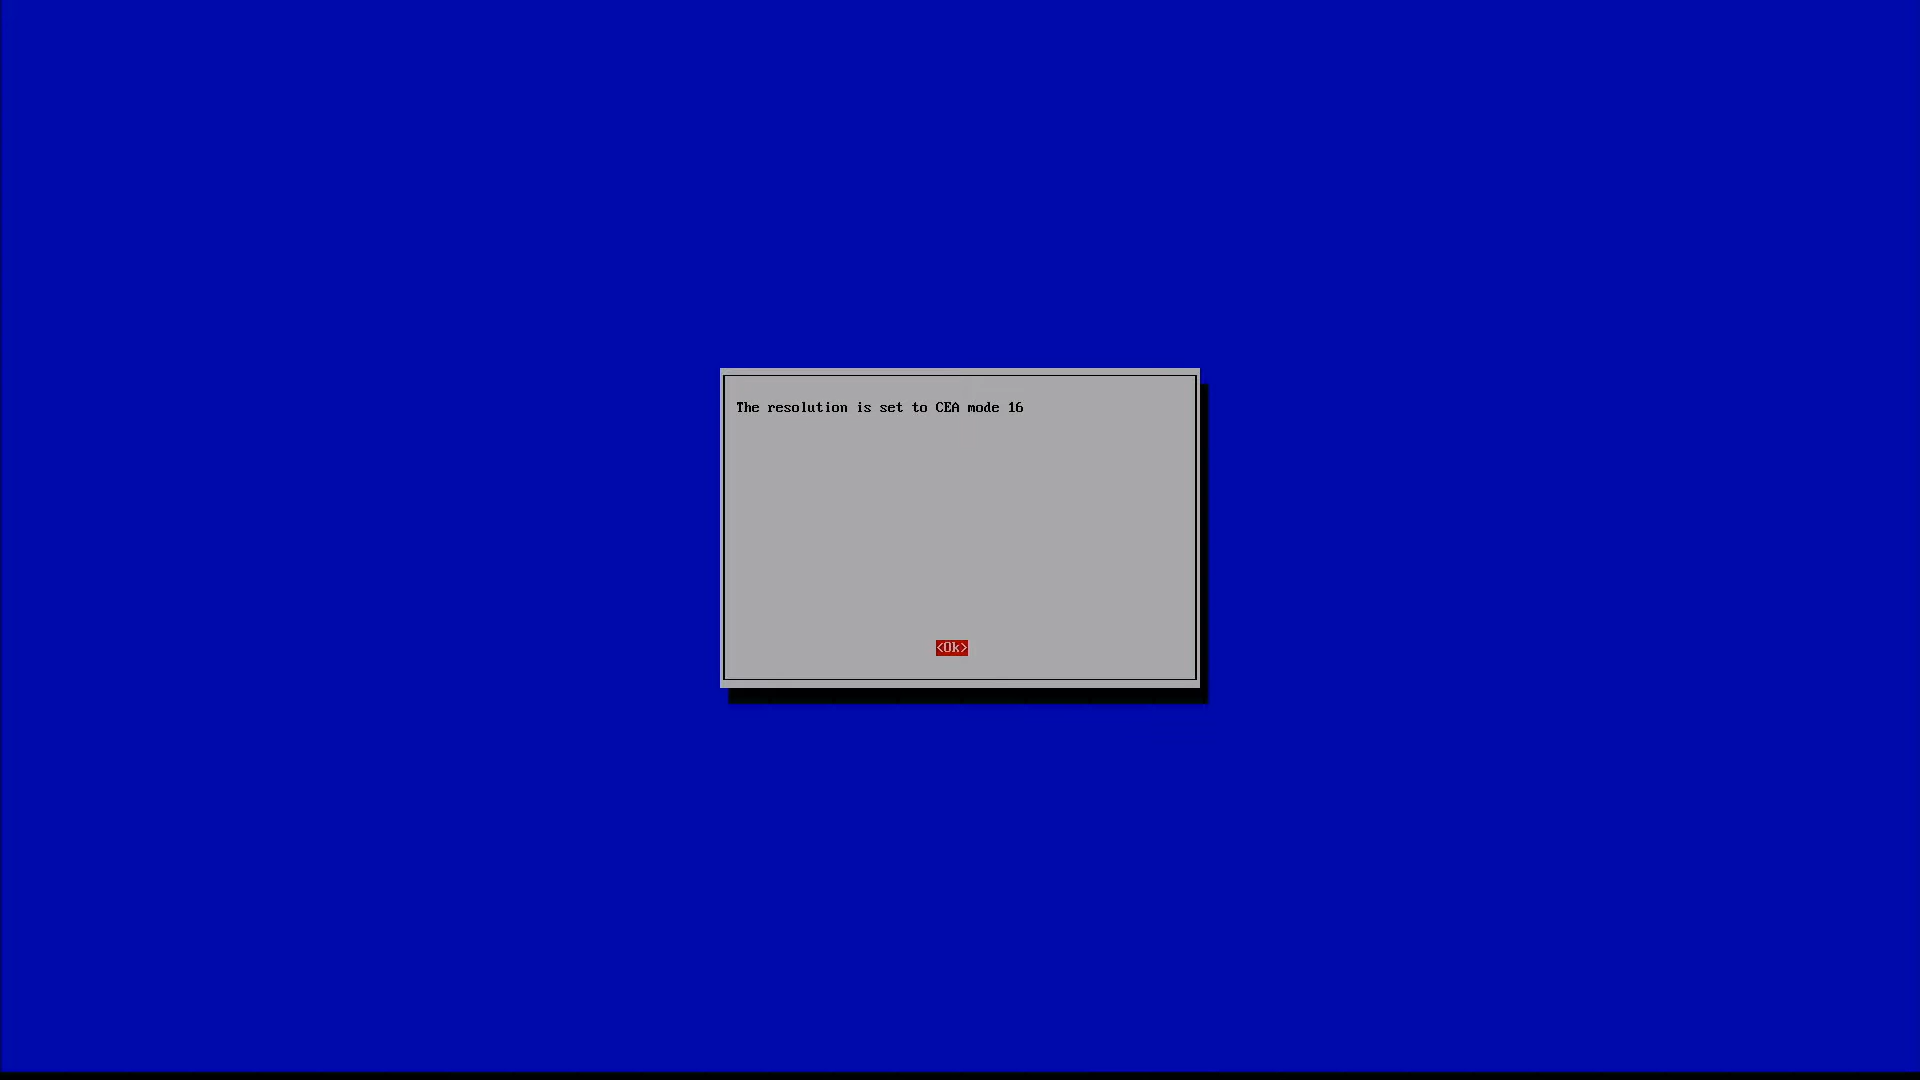 The resolution is set to CEA mode 16
<Ok>